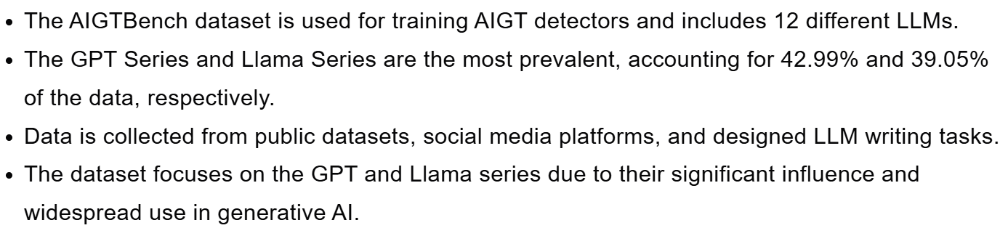 • The AIGTBench dataset is used for training AIGT detectors and includes 12 different LLMs.
• The GPT Series and Llama Series are the most prevalent, accounting for 42.99% and 39.05%
of the data, respectively.
• Data is collected from public datasets, social media platforms, and designed LLM writing tasks.
• The dataset focuses on the GPT and Llama series due to their significant influence and
widespread use in generative AI.